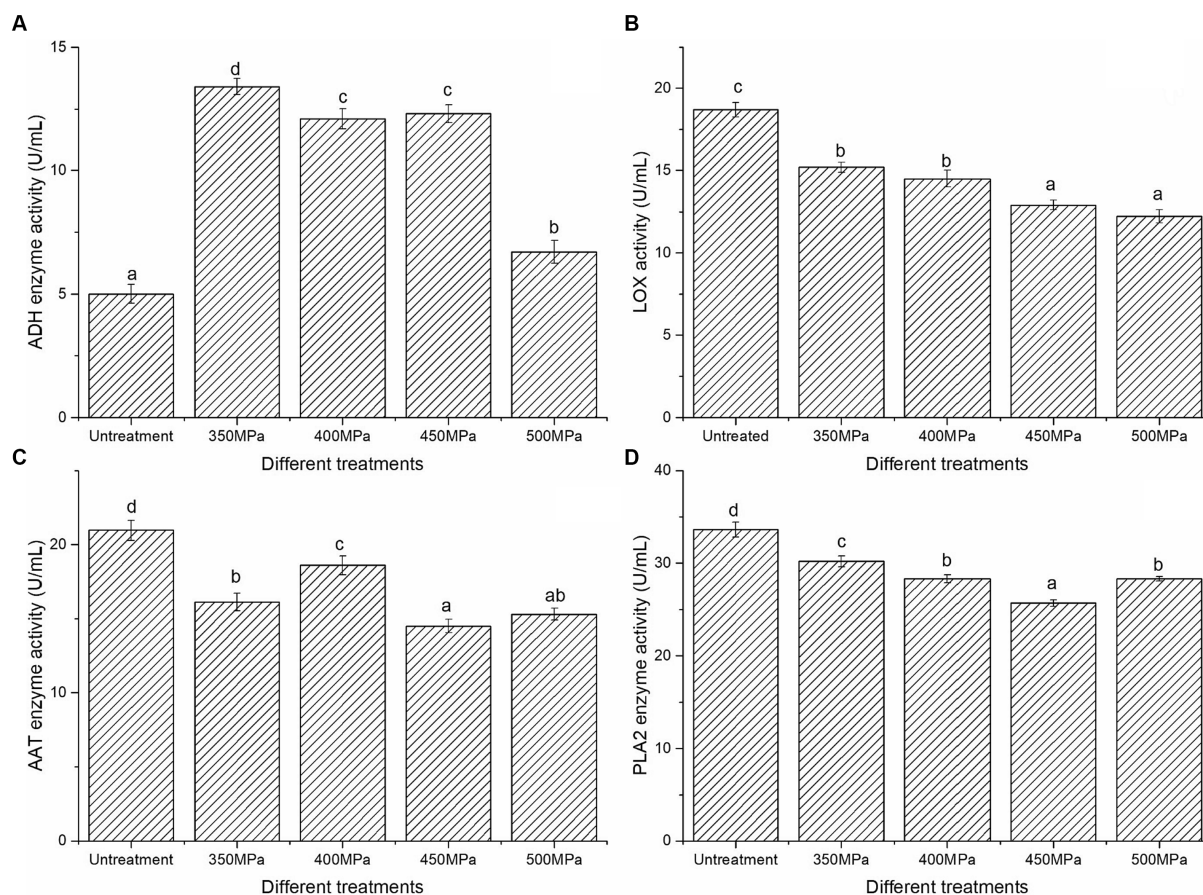 A
ADH enzyme activity (U/mL)
15
10
5
0
d
c
c
b
a
Untreatment 350MPa 400MPa 450MPa 500MPa
Different treatments
B
LOX activity (U/mL)
20
15
10
5
0
c
b
b
a
a
Untreated 350MPa 400MPa 450MPa 500MPa
Different treatments
C
AAT enzyme activity (U/mL)
20
10
0
d
b
c
a
ab
Untreatment 350MPa 400MPa 450MPa 500MPa
Different treatments
D
PLA2 enzyme activity (U/mL)
40
30
20
10
0
d
c
b
a
b
Untreatment 350MPa 400MPa 450MPa 500MPa
Different treatments